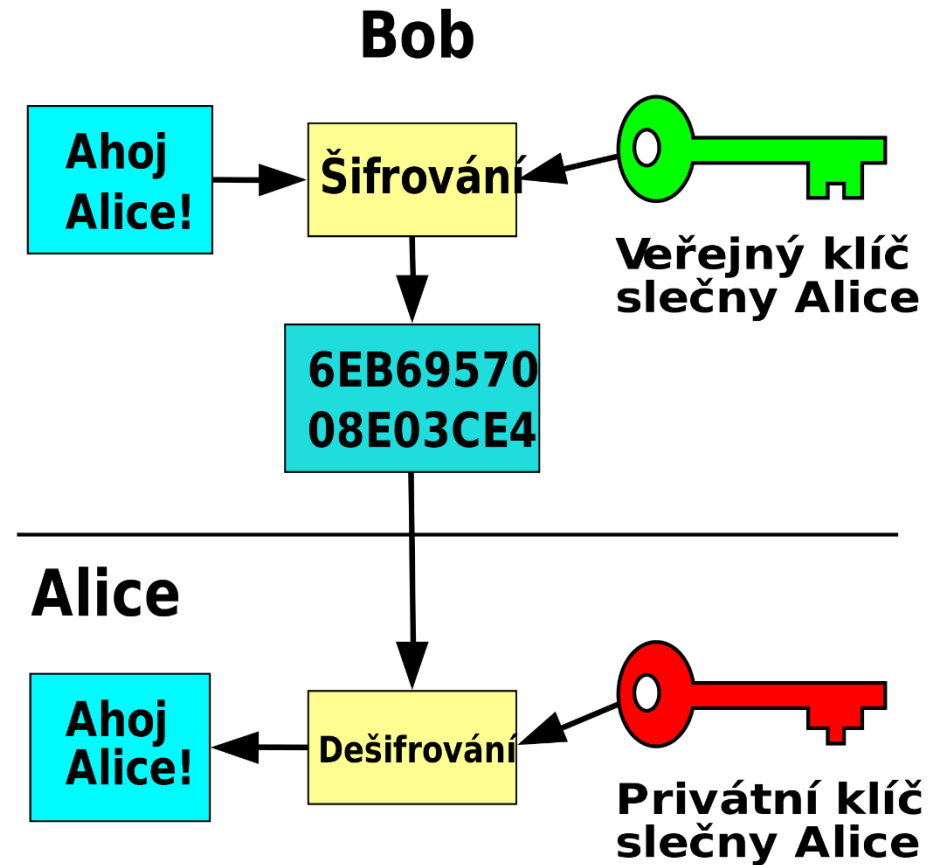 Bob
Ahoj
Alice!
Šifrování
Veřejný klíč
slečny Alice
6EB69570
08E03CE4
Alice
Ahoj
Alice!
Dešifrování
Privátní klíč
slečny Alice